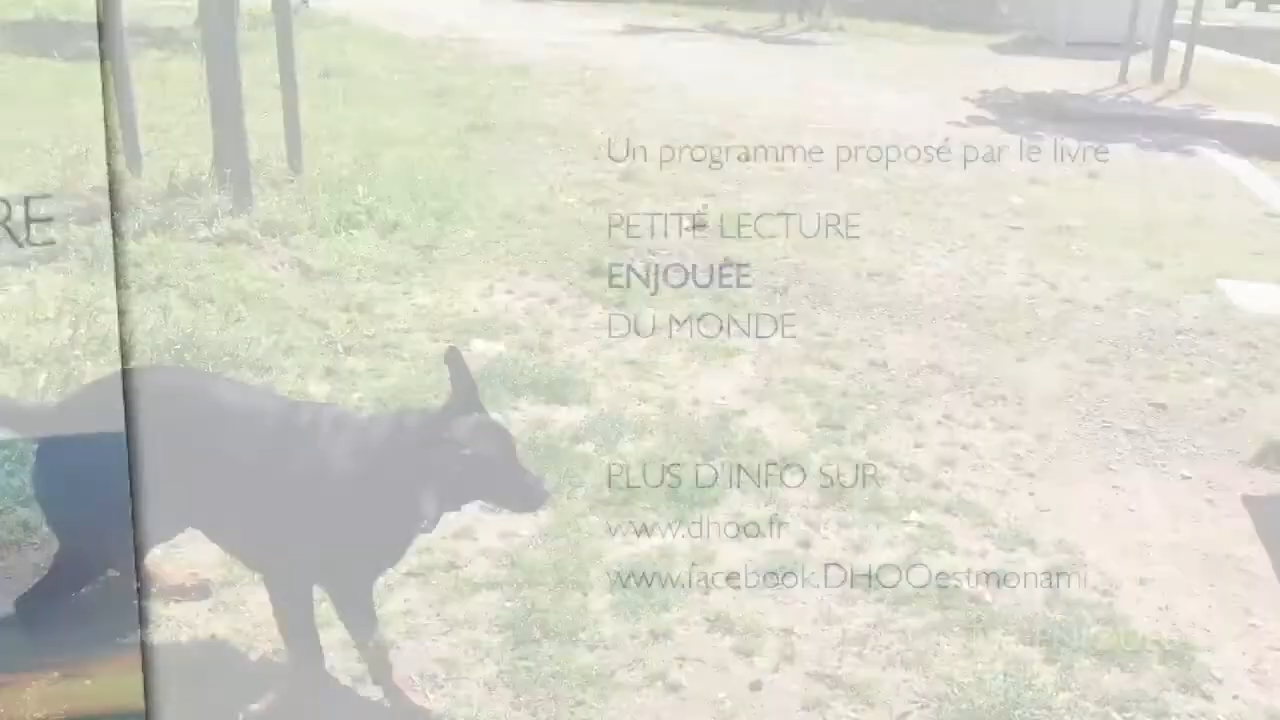 RE
Un programme proposé par le livre
PETITE LECTURE
ENJOUÉE
DU MONDE
PLUS D'INFO SUR
www.dhoo.fr
www.facebook.DHOOestmonami